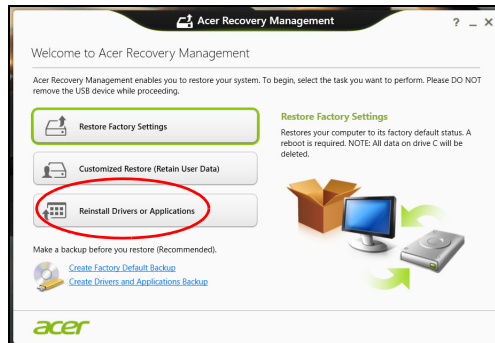 Acer Recovery Management
? _ X
Welcome to Acer Recovery Management
Acer Recovery Management enables you to restore your system. To begin, select the task you want to perform. Please DO NOT
remove the USB device while proceeding.
Restore Factory Settings
Customized Restore (Retain User Data)
Reinstall Drivers or Applications
Restore Factory Settings
Restores your computer to its factory default status. A
reboot is required. NOTE: All data on drive C will be
deleted.
Make a backup before you restore (Recommended).
Create Factory Default Backup
Create Drivers and Applications Backup
acer